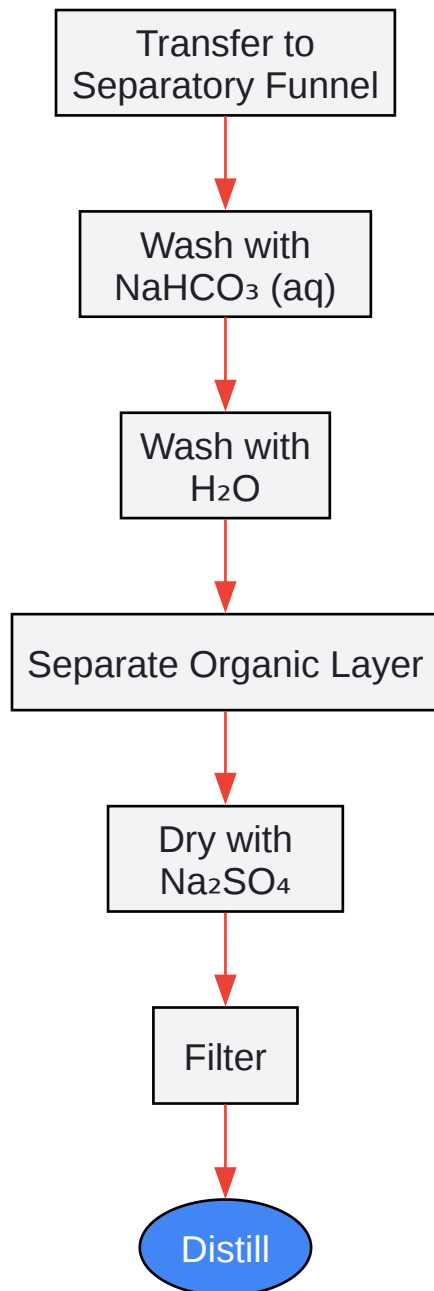 Transfer to
Separatory Funnel
Wash with
NaHCO₃ (aq)
Wash with
H₂O
Separate Organic Layer
Dry with
Na₂SO₄
Filter
Distill